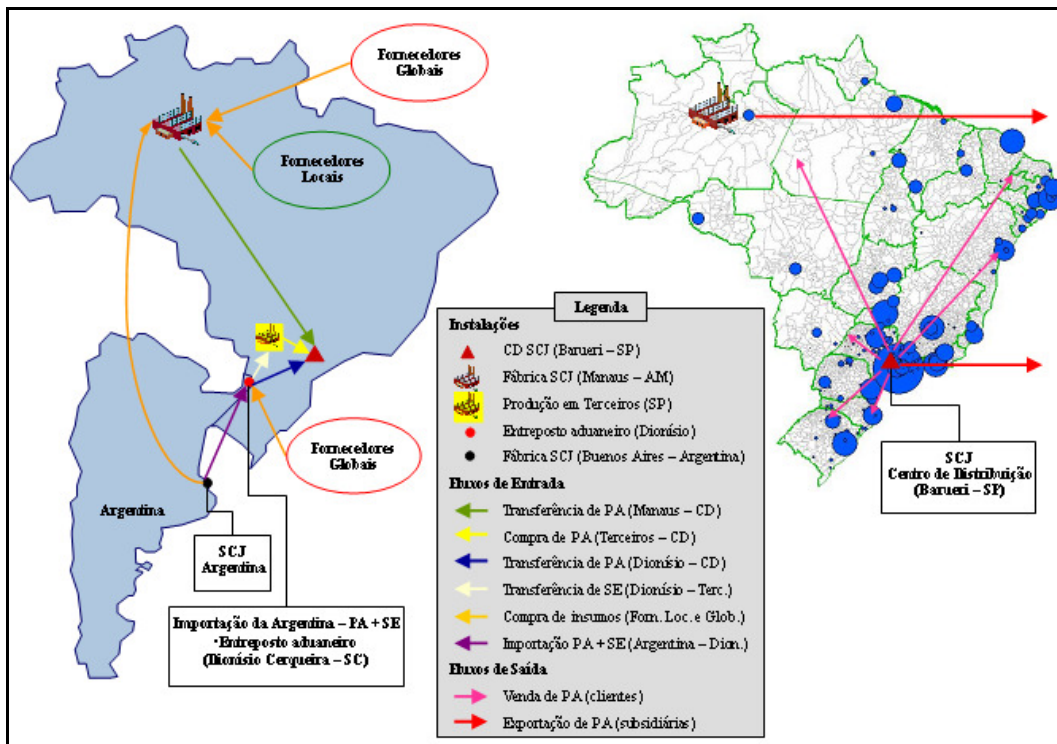 Fornecedores
Globais
Fornecedores
Locais
Fornecedores
Globais
Argentina
SCJ
Argentina
Importação da Argentina – PA + SE
·Entreposto aduaneiro
(Dionísio Cerqueira – SC)
Legenda
Instalações
CD SCJ (Barueri – SP)
Fábrica SCJ (Manaus – AM)
Produção em Terceiros (SP)
Entreposto aduaneiro (Dionísio)
Fábrica SCJ (Buenos Aires – Argentina)
Fluxos de Entrada
Transferência de PA (Manaus – CD)
Compra de PA (Terceiros – CD)
Transferência de PA (Dionísio – CD)
Transferência de SE (Dionísio – Terc.)
Compra de insumos (Forn. Loc. e Glob.)
Importação PA + SE (Argentina – Dion.)
Fluxos de Saída
Venda de PA (clientes)
Exportação de PA (subsidiárias)
SCJ
Centro de Distribuição
(Barueri – SP)